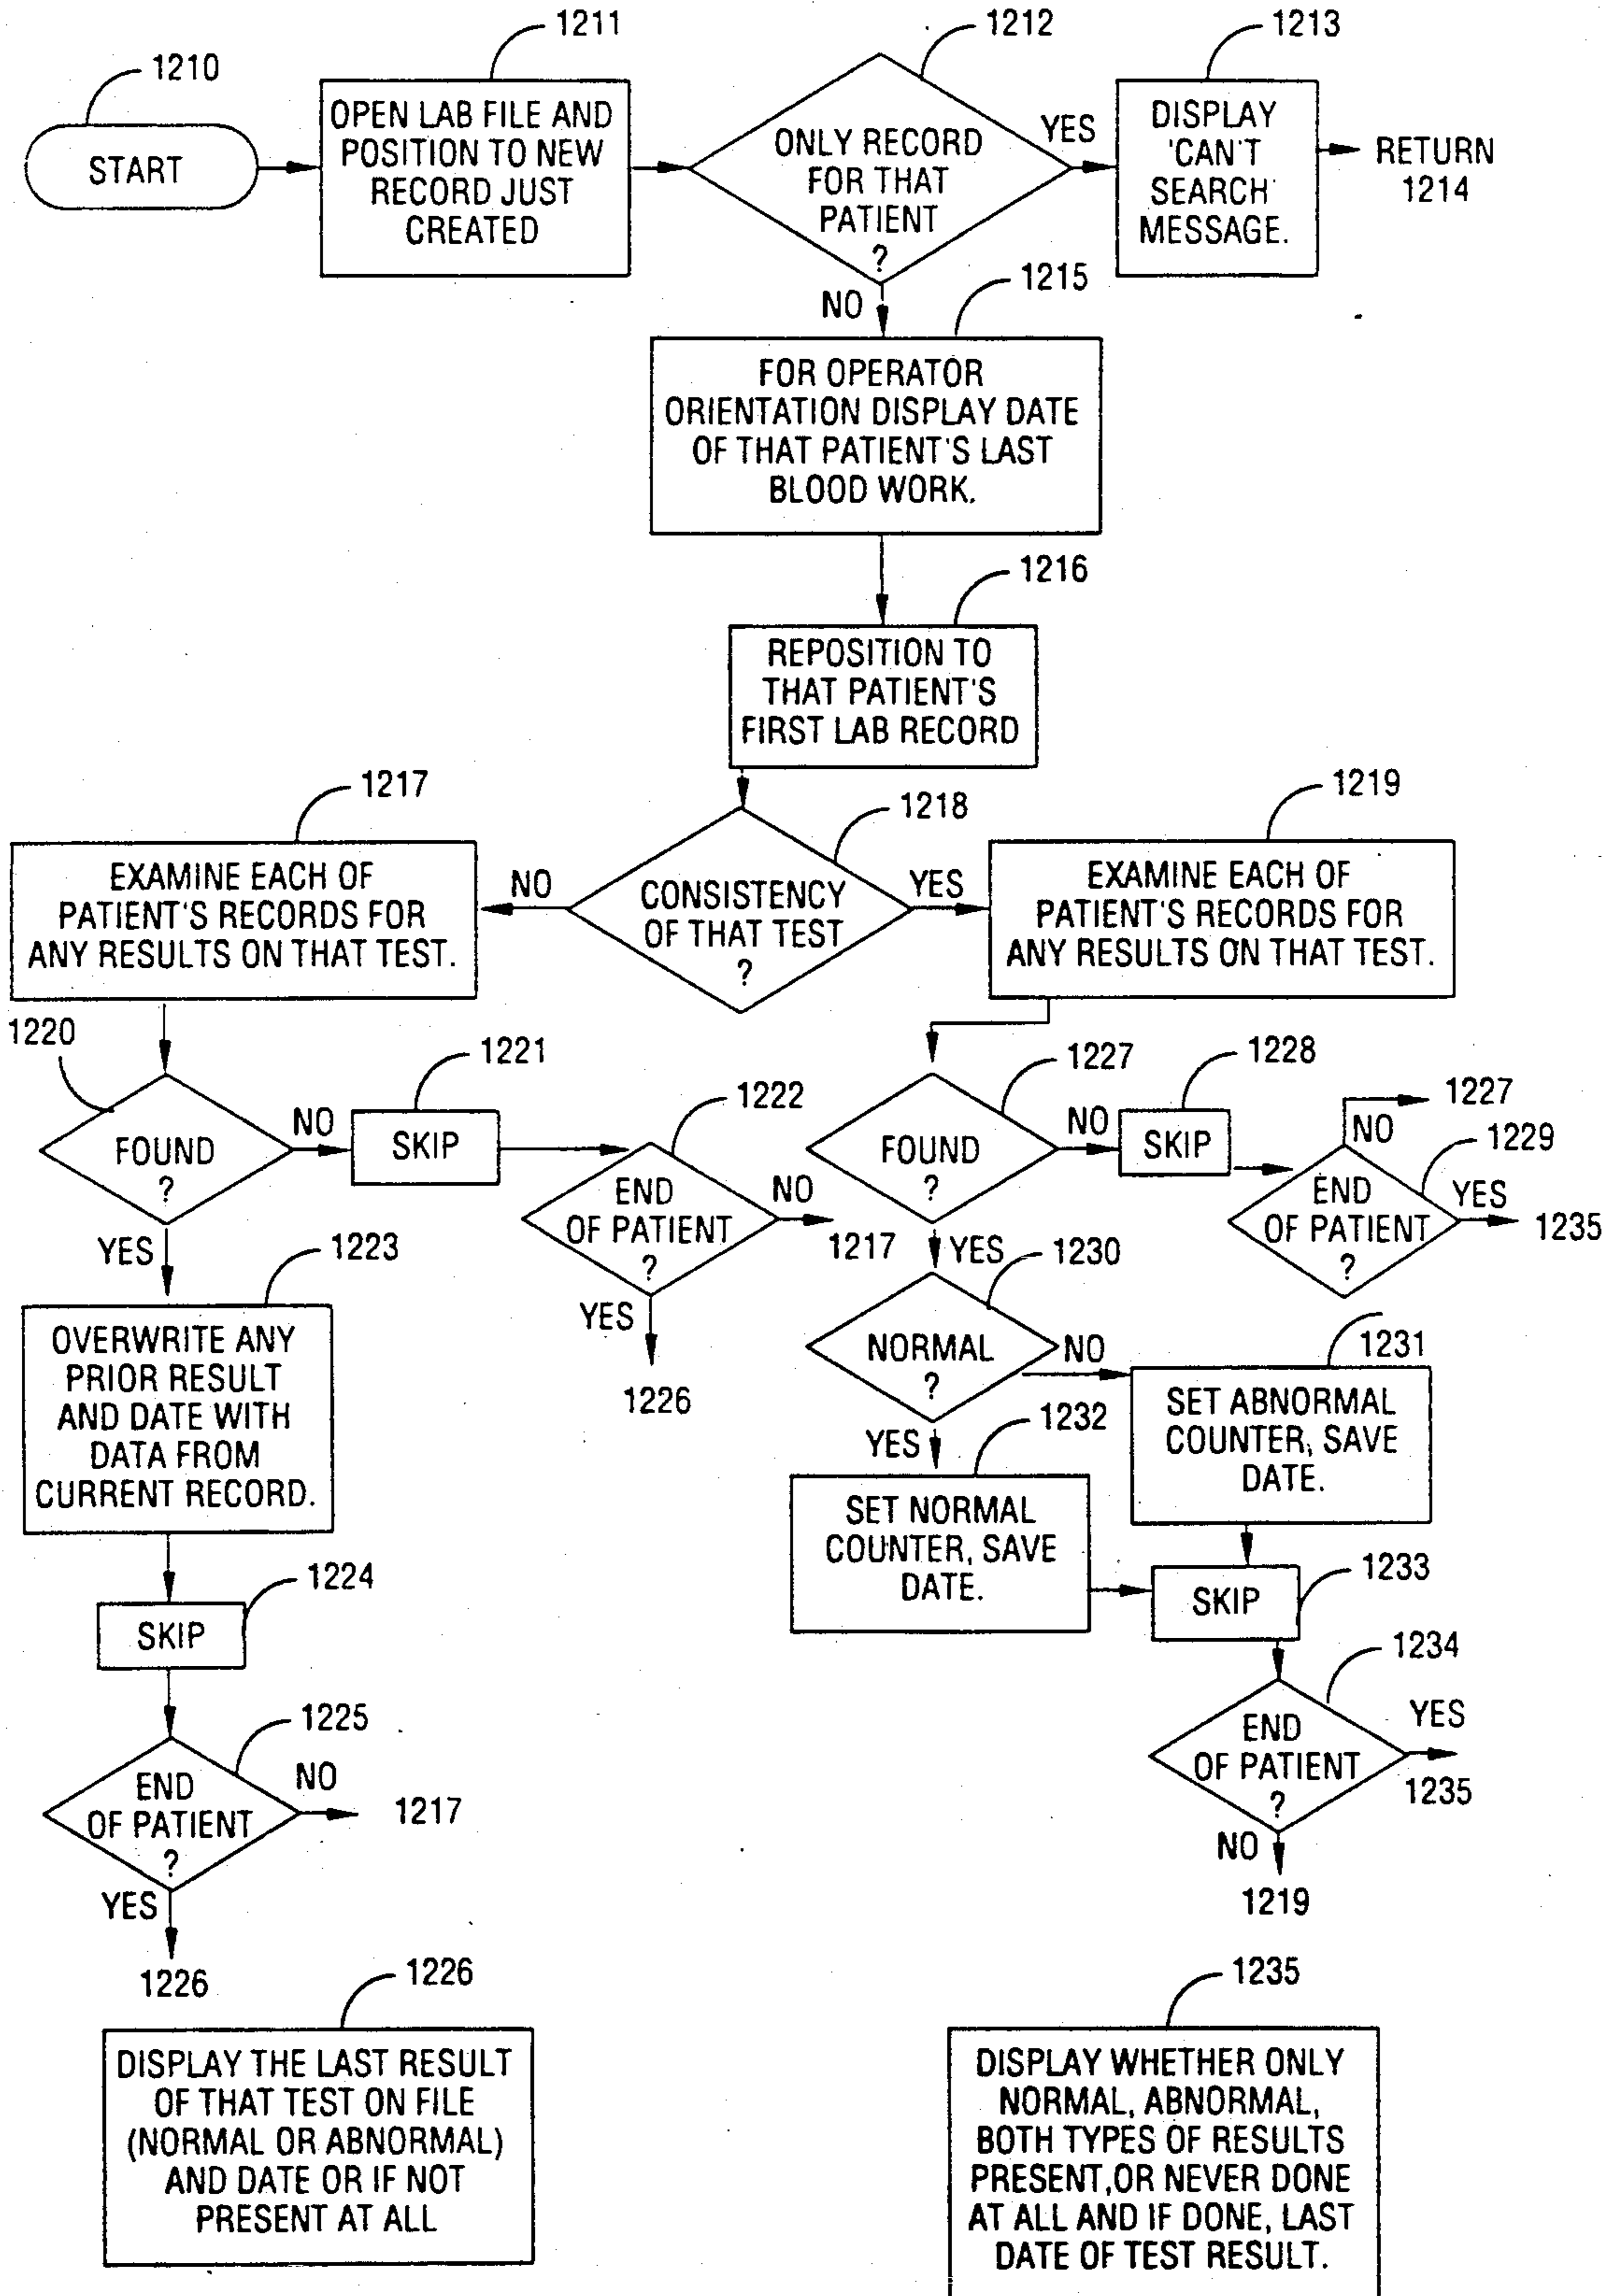 1210
START
1211
OPEN LAB FILE AND
POSITION TO NEW
RECORD JUST
CREATED
1212
ONLY RECORD
FOR THAT
PATIENT
?
YES
1213
DISPLAY
'CAN'T
SEARCH'
MESSAGE.
RETURN
1214
NO
1215
FOR OPERATOR
ORIENTATION DISPLAY DATE
OF THAT PATIENT'S LAST
BLOOD WORK.
1216
REPOSITION TO
THAT PATIENT'S
FIRST LAB RECORD
1217
EXAMINE EACH OF
PATIENT'S RECORDS FOR
ANY RESULTS ON THAT TEST.
NO
1218
CONSISTENCY
OF THAT TEST
?
YES
1219
EXAMINE EACH OF
PATIENT'S RECORDS FOR
ANY RESULTS ON THAT TEST.
1220
FOUND
?
NO
1221
SKIP
1222
END
OF PATIENT
?
NO
1217
YES
1226
YES
1223
OVERWRITE ANY
PRIOR RESULT
AND DATE WITH
DATA FROM
CURRENT RECORD.
1224
SKIP
1225
END
OF PATIENT
?
NO
1217
YES
1226
1227
FOUND
?
NO
1228
SKIP
1227
NO
1229
END
OF PATIENT
?
YES
1235
YES
1230
NORMAL
?
NO
1231
SET ABNORMAL
COUNTER, SAVE
DATE.
YES
1232
SET NORMAL
COUNTER, SAVE
DATE.
1233
SKIP
1234
END
OF PATIENT
?
YES
1235
NO
1219
1226
DISPLAY THE LAST RESULT
OF THAT TEST ON FILE
(NORMAL OR ABNORMAL)
AND DATE OR IF NOT
PRESENT AT ALL
1235
DISPLAY WHETHER ONLY
NORMAL, ABNORMAL,
BOTH TYPES OF RESULTS
PRESENT,OR NEVER DONE
AT ALL AND IF DONE, LAST
DATE OF TEST RESULT.